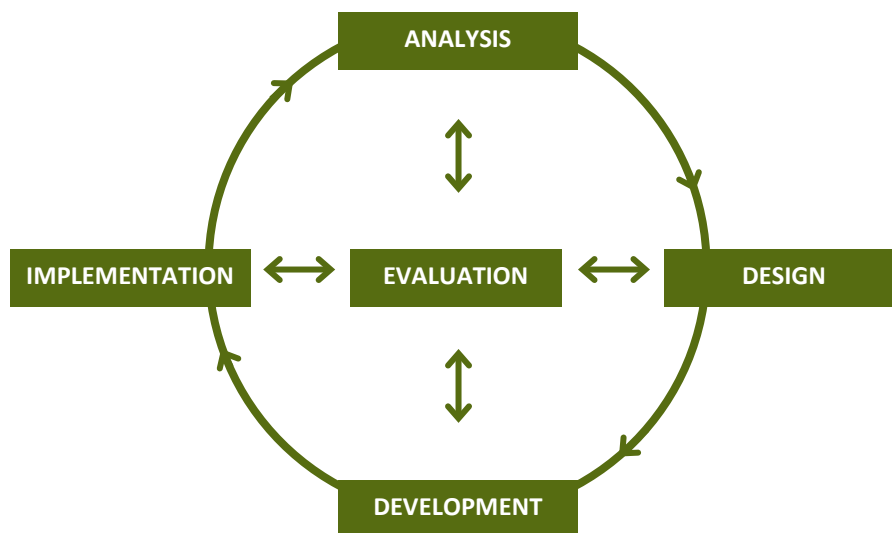 ANALYSIS
IMPLEMENTATION
EVALUATION
DESIGN
DEVELOPMENT